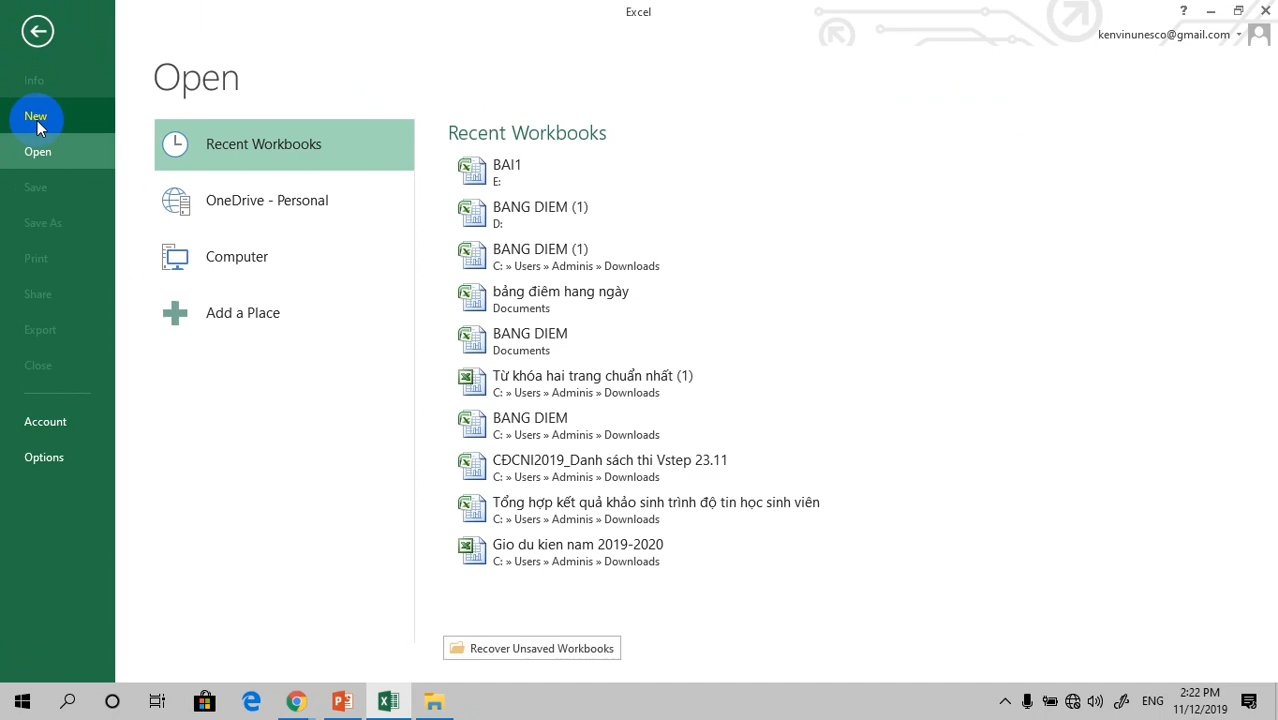 Excel
kenvinunesco@gmail.com
Info
New
Open
Save
Save As
Print
Share
Export
Close
Account
Options
Open
Recent Workbooks
OneDrive - Personal
Computer
Add a Place
Recent Workbooks
BAI1
E:
BANG DIEM (1)
D:
BANG DIEM (1)
C: » Users » Adminis » Downloads
bảng điêm hang ngày
Documents
BANG DIEM
Documents
Từ khóa hai trang chuẩn nhất (1)
C: » Users » Adminis » Downloads
BANG DIEM
C: » Users » Adminis » Downloads
CĐCNI2019_Danh sách thi Vstep 23.11
C: » Users » Adminis » Downloads
Tổng hợp kết quả khảo sinh trình độ tin học sinh viên
C: » Users » Adminis » Downloads
Gio du kien nam 2019-2020
C: » Users » Adminis » Downloads
Recover Unsaved Workbooks
ENG
2:22 PM
11/12/2019